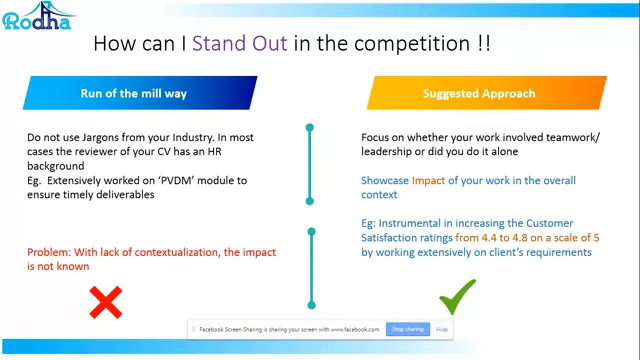 Rodha
How can I Stand Out in the competition !!
Run of the mill way
Do not use Jargons from your Industry. In most
cases the reviewer of your CV has an HR
background
Eg.  Extensively worked on ‘PVDM’ module to
ensure timely deliverables
Problem: With lack of contextualization, the impact
is not known
Suggested Approach
Focus on whether your work involved teamwork/
leadership or did you do it alone
Showcase Impact of your work in the overall
context
Eg: Instrumental in increasing the Customer
Satisfaction ratings from 4.4 to 4.8 on a scale of 5
by working extensively on client’s requirements
Facebook Screen Sharing is sharing your screen with www.facebook.com.
Stop sharing
Hide